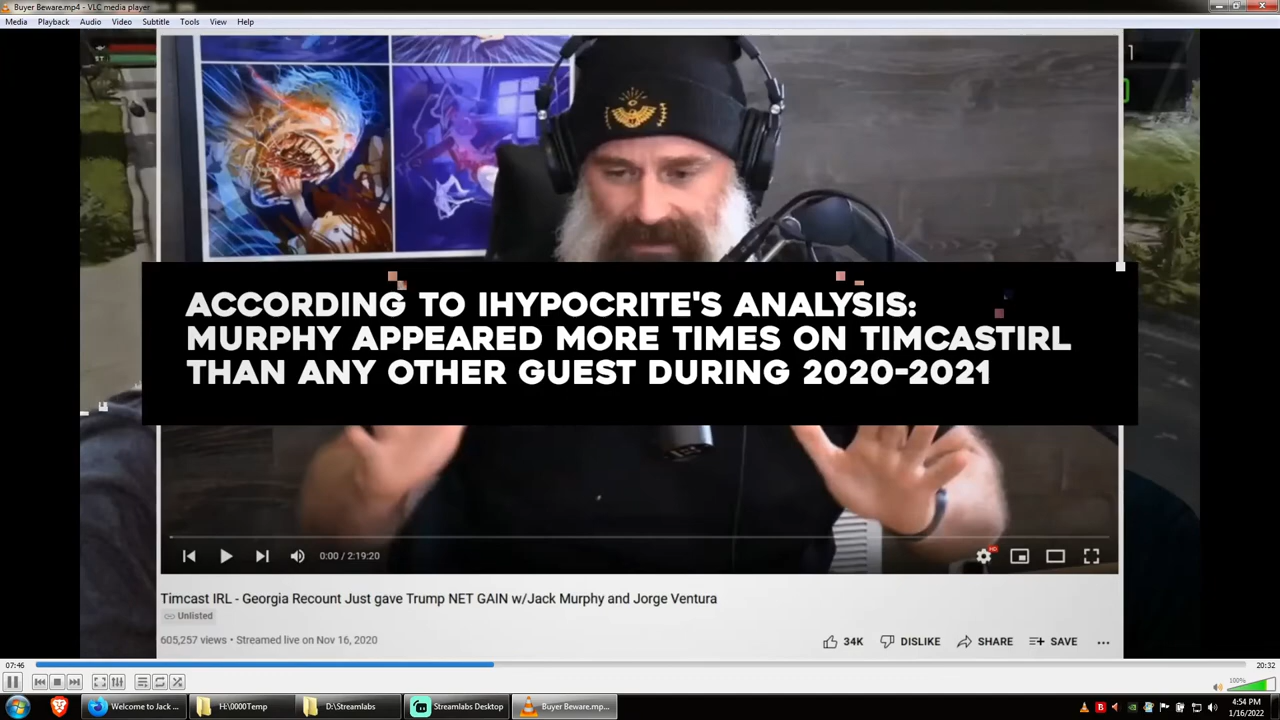 Buyer Beware.mp4 - VLC media player
Media Playback Audio Video Subtitle Tools View Help
ST
1
ACCORDING TO IHYPOCRITE'S ANALYSIS:
MURPHY APPEARED MORE TIMES ON TIMCASTIRL
THAN ANY OTHER GUEST DURING 2020-2021
0:00 / 2:19:20
HD
Timcast IRL - Georgia Recount Just gave Trump NET GAIN w/Jack Murphy and Jorge Ventura
Unlisted
605,257 views • Streamed live on Nov 16, 2020
34K DISLIKE SHARE SAVE ...
07:46 20:32
100%
Welcome to Jack ... H:\0000Temp D:\Streamlabs Streamlabs Desktop Buyer Beware.mp...
4:54 PM
1/16/2022